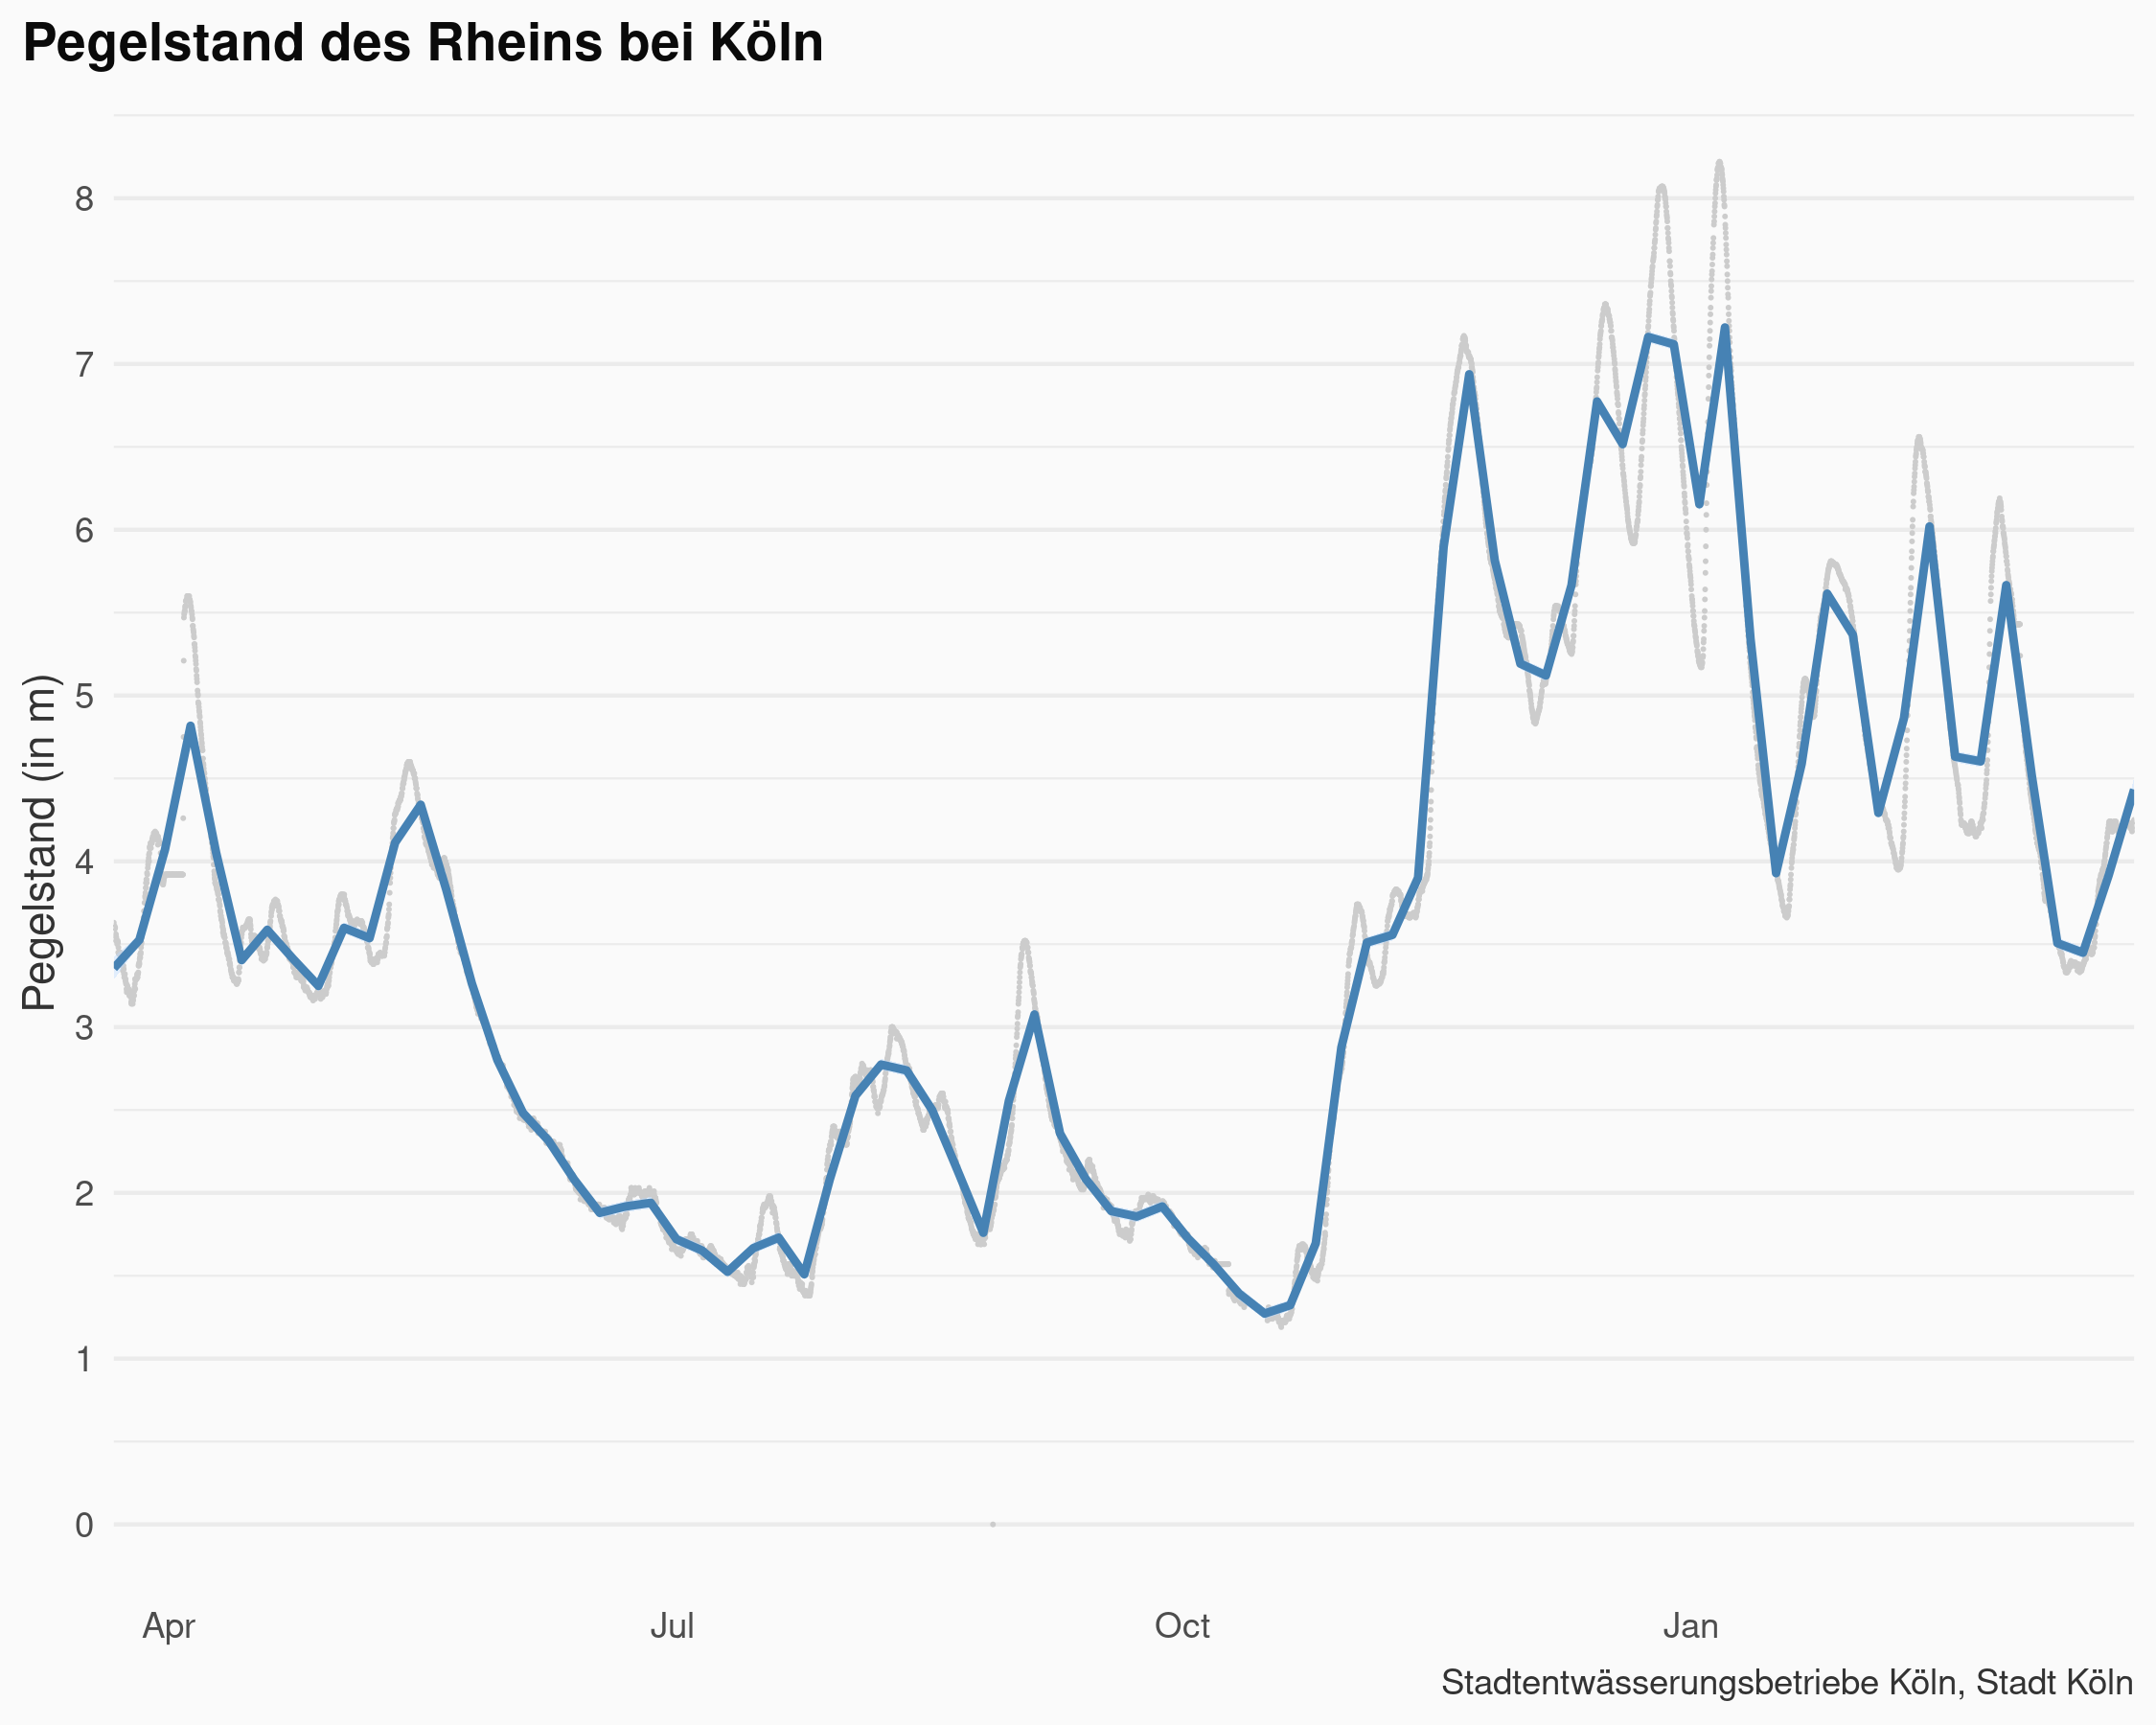 Pegelstand des Rheins bei Köln
Pegelstand (in m)
8
7
6
5
4
3
2
1
0
Apr Jul Oct Jan
Stadtentwässerungsbetriebe Köln, Stadt Köln